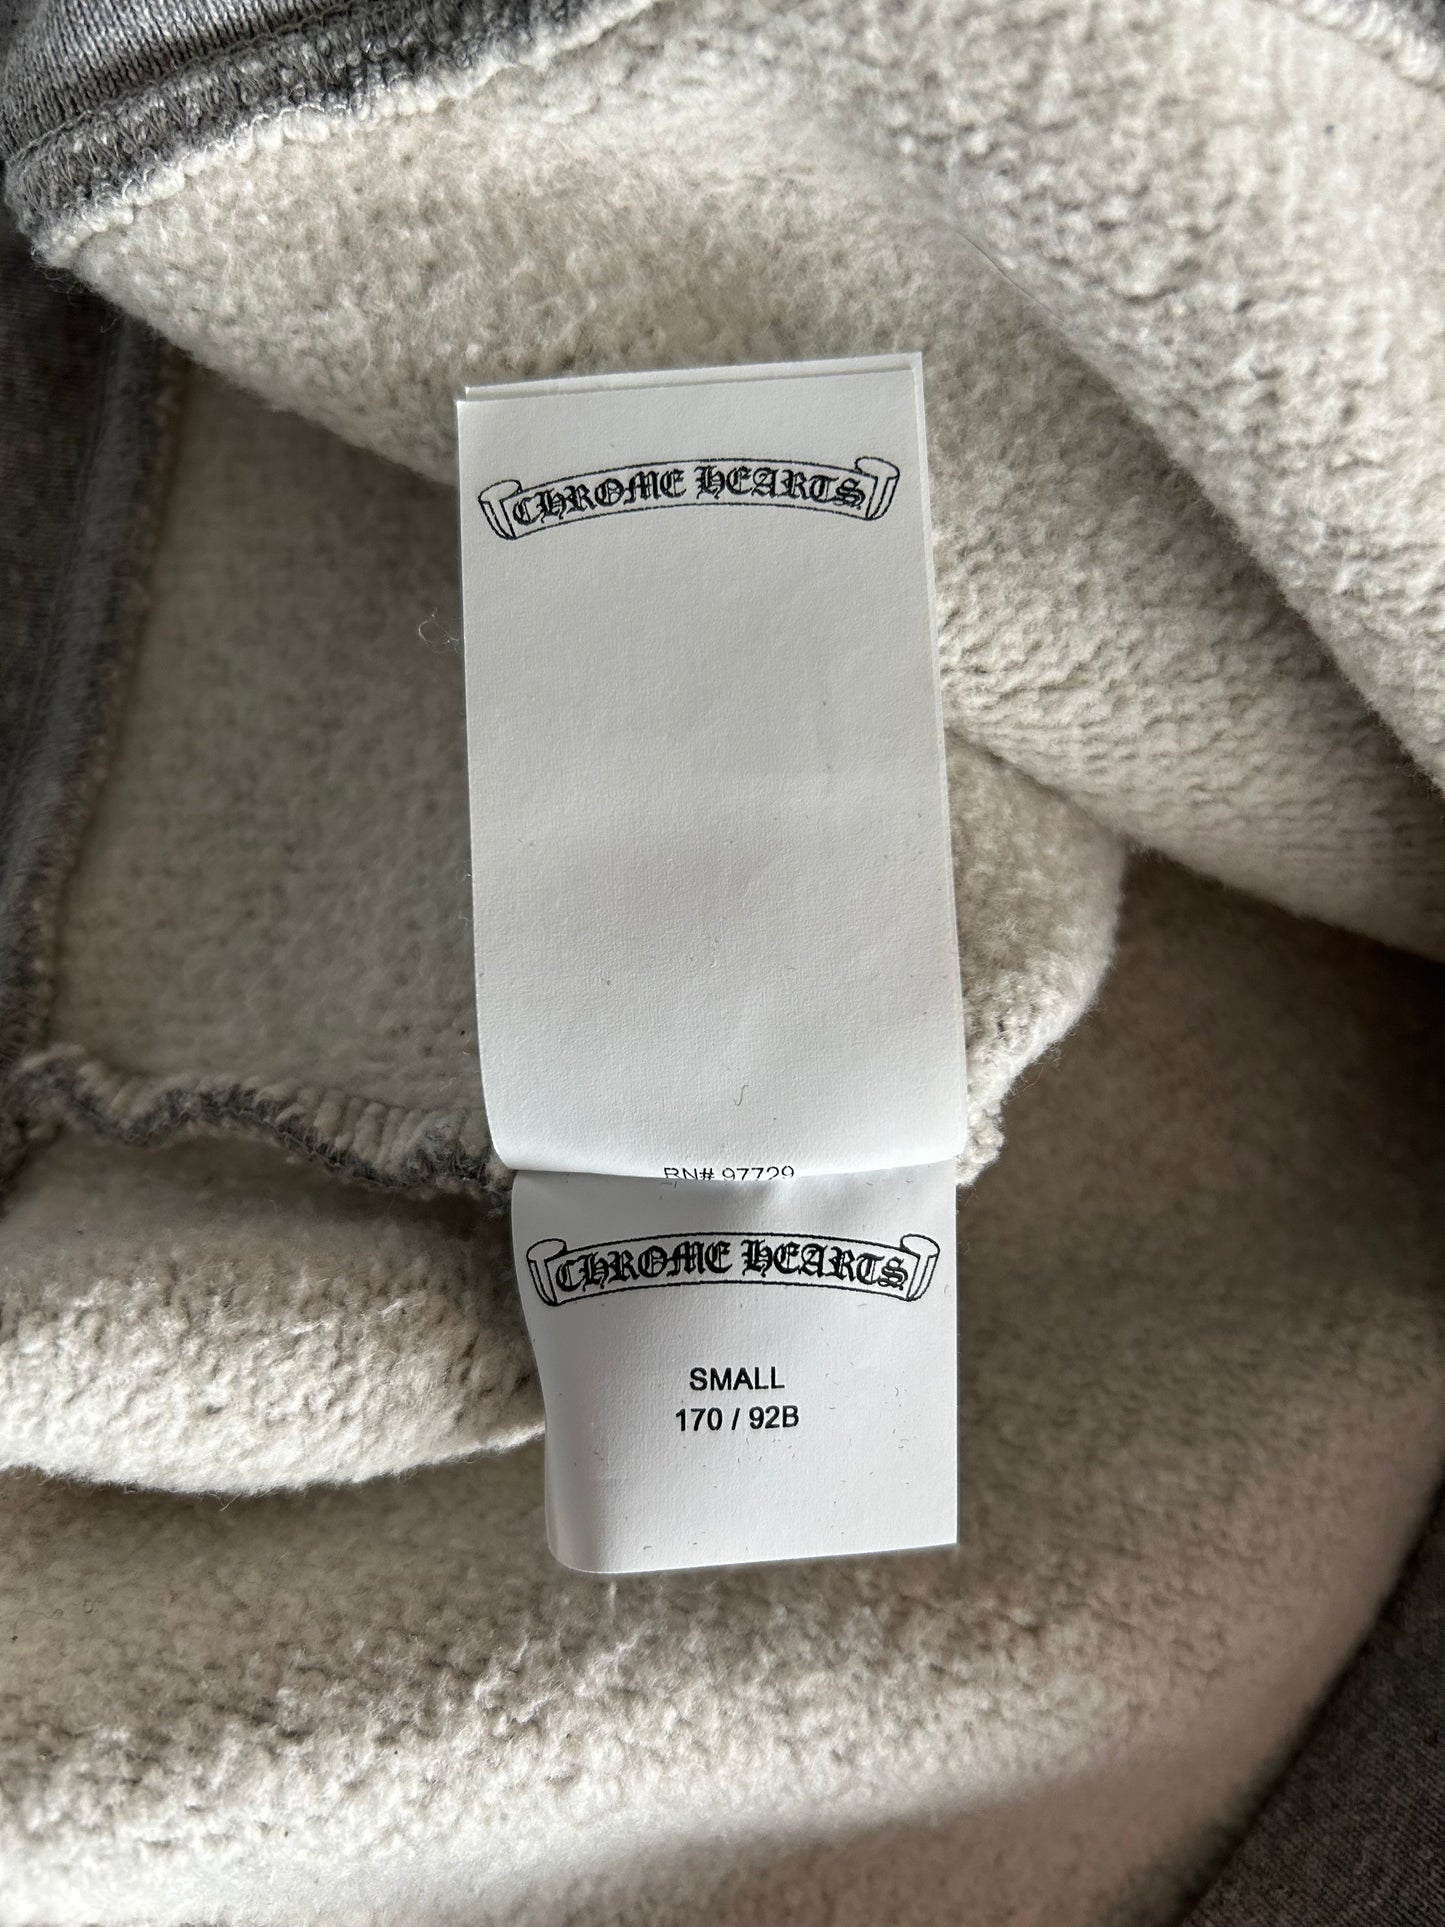 CHROME HEARTS
RN# 97729
CHROME HEARTS
SMALL
170 / 92B